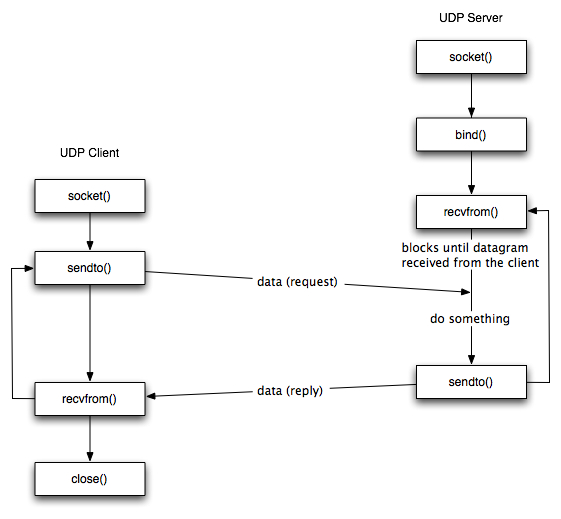 UDP Server
socket()
bind()
UDP Client
socket()
recvfrom()
blocks until datagram
received from the client
sendto()
data (request)
do something
sendto()
data (reply)
recvfrom()
close()